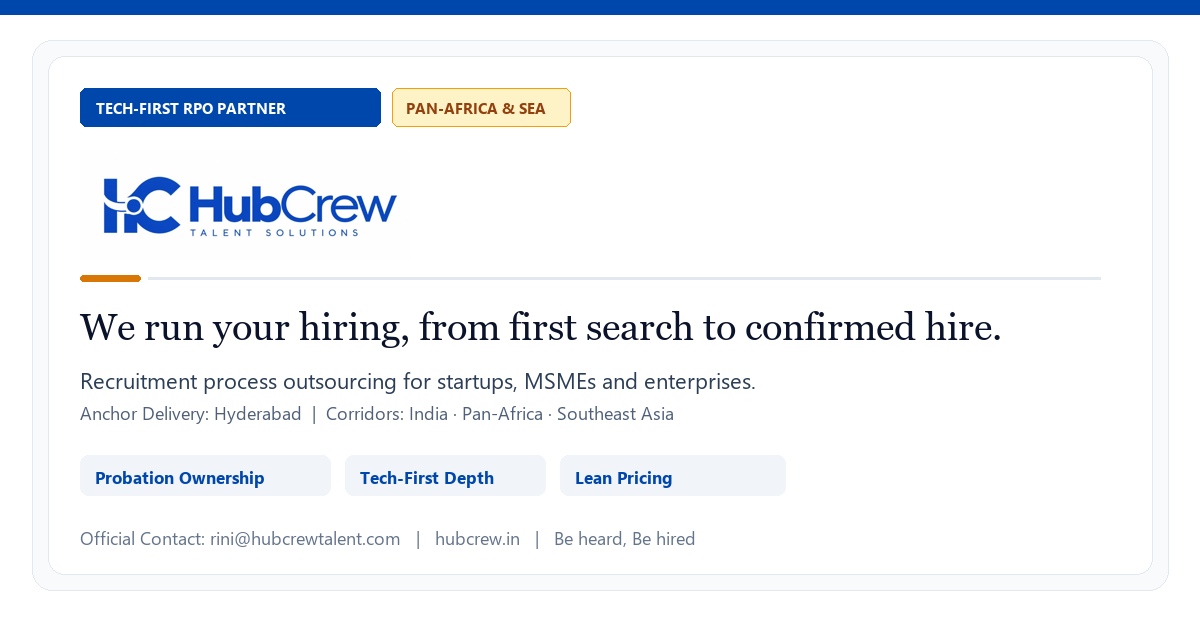 TECH-FIRST RPO PARTNER
PAN-AFRICA & SEA
HC HubCrew
TALENT SOLUTIONS
We run your hiring, from first search to confirmed hire.
Recruitment process outsourcing for startups, MSMEs and enterprises.
Anchor Delivery: Hyderabad | Corridors: India · Pan-Africa · Southeast Asia
Probation Ownership
Tech-First Depth
Lean Pricing
Official Contact: rini@hubcrewtalent.com | hubcrew.in | Be heard, Be hired